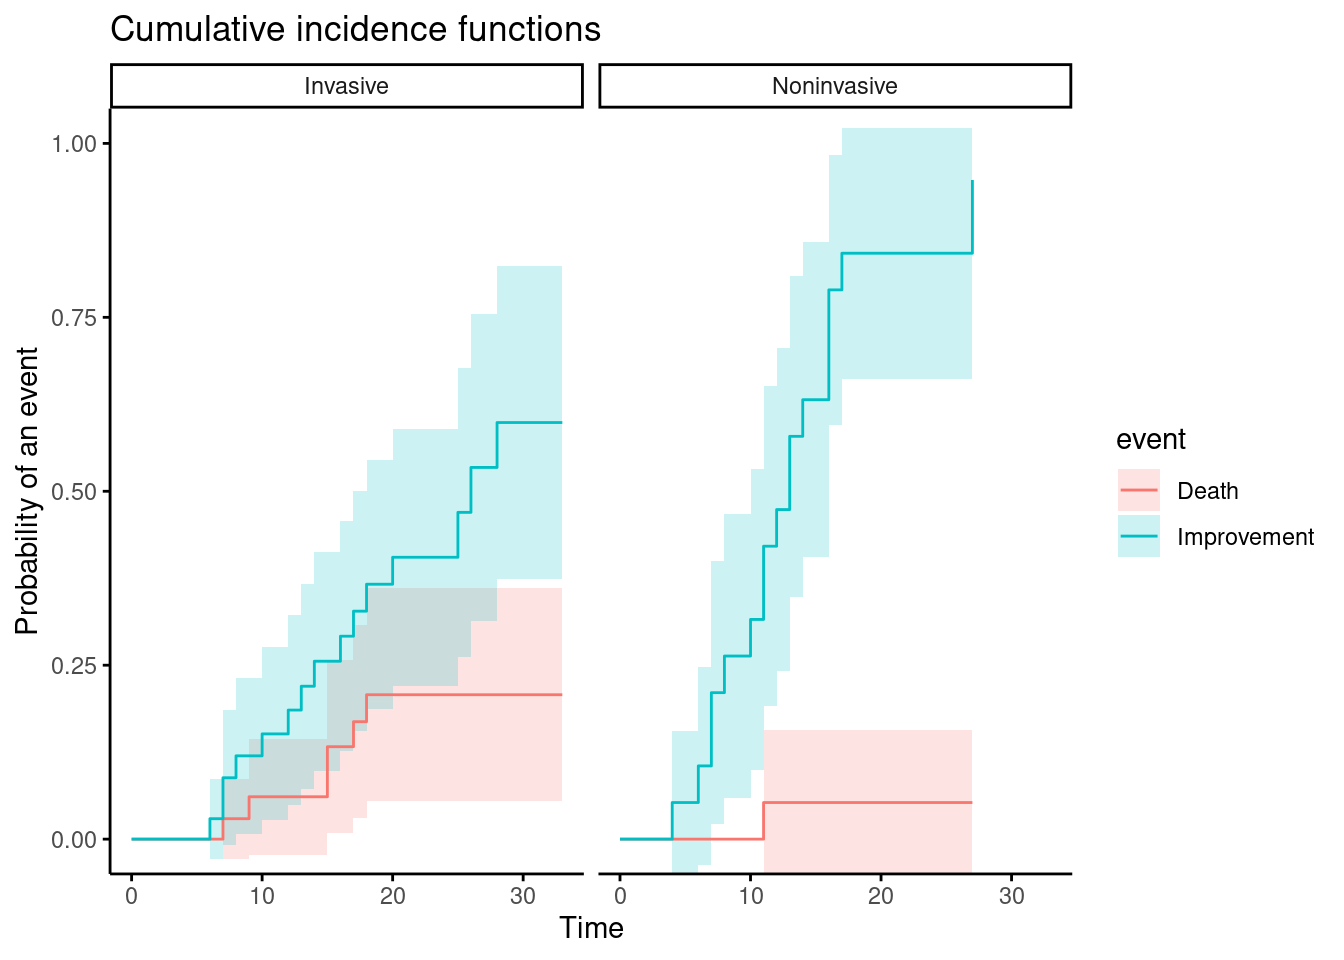 Cumulative incidence functions
Invasive
Noninvasive
1.00
0.75
0.50
0.25
0.00
Probability of an event
0 10 20 30
0 10 20 30
Time
event
Death
Improvement